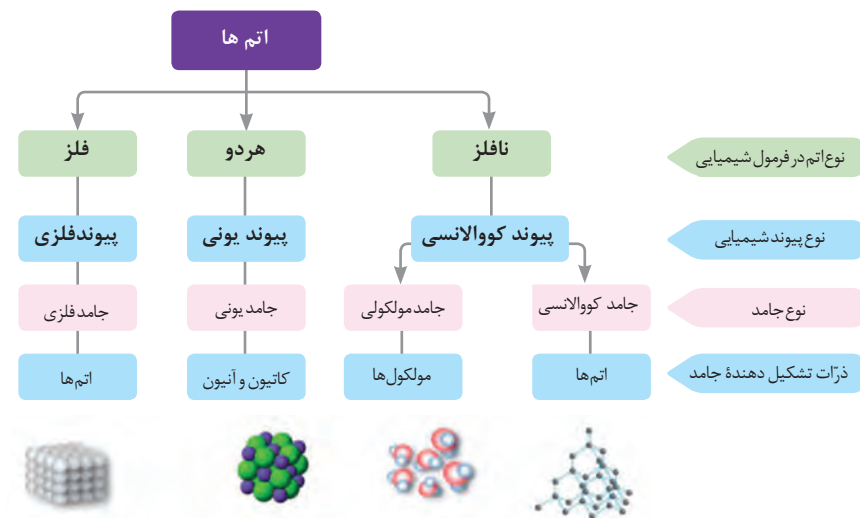 اتم ها
نافلز
هردو
فلز
نوع اتم در فرمول شیمیایی
پیوند کووالانسی
پیوند یونی
پیوندفلزی
نوع پیوند شیمیایی
جامد کووالانسی
جامد مولکولی
جامد یونی
جامد فلزی
نوع جامد
اتم‌ها
مولکول‌ها
کاتیون و آنیون
اتم‌ها
ذرّات تشکیل دهندۀ جامد